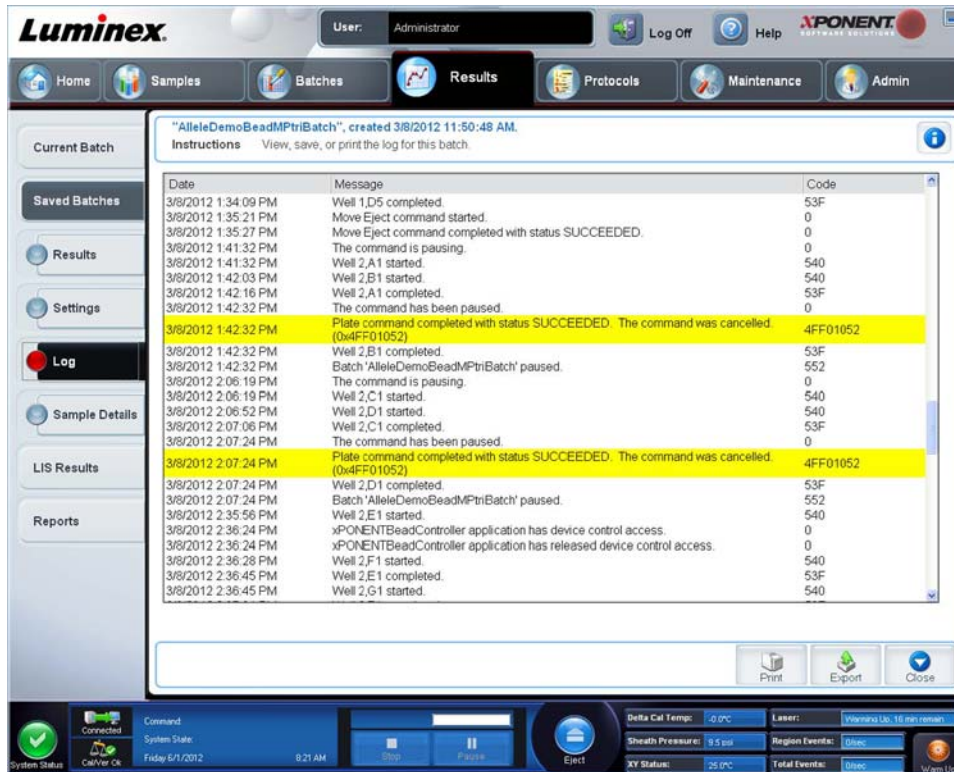 Luminex.
User: Administrator
Log Off
Help
XPONENT.
SOFTWARE SOLUTIONS
Home
Samples
Batches
Results
Protocols
Maintenance
Admin
Current Batch
Saved Batches
Results
Settings
Log
Sample Details
LIS Results
Reports
"AlleleDemoBeadMPtriBatch", created 3/8/2012 11:50:48 AM.
Instructions View, save, or print the log for this batch.
Date Message Code
3/8/2012 1:34:09 PM Well 1,D5 completed. 53F
3/8/2012 1:35:21 PM Move Eject command started. 0
3/8/2012 1:35:27 PM Move Eject command completed with status SUCCEEDED. 0
3/8/2012 1:41:32 PM The command is pausing. 0
3/8/2012 1:41:32 PM Well 2,A1 started. 540
3/8/2012 1:42:03 PM Well 2,B1 started. 540
3/8/2012 1:42:16 PM Well 2,A1 completed. 53F
3/8/2012 1:42:32 PM The command has been paused. 0
3/8/2012 1:42:32 PM Plate command completed with status SUCCEEDED. The command was cancelled. 4FF01052
(0x4FF01052)
3/8/2012 1:42:32 PM Well 2,B1 completed. 53F
3/8/2012 1:42:32 PM Batch 'AlleleDemoBeadMPtriBatch' paused. 552
3/8/2012 2:06:19 PM The command is pausing. 0
3/8/2012 2:06:19 PM Well 2,C1 started. 540
3/8/2012 2:06:52 PM Well 2,D1 started. 540
3/8/2012 2:07:06 PM Well 2,C1 completed. 53F
3/8/2012 2:07:24 PM The command has been paused. 0
3/8/2012 2:07:24 PM Plate command completed with status SUCCEEDED. The command was cancelled. 4FF01052
(0x4FF01052)
3/8/2012 2:07:24 PM Well 2,D1 completed. 53F
3/8/2012 2:07:24 PM Batch 'AlleleDemoBeadMPtriBatch' paused. 552
3/8/2012 2:35:56 PM Well 2,E1 started. 540
3/8/2012 2:36:24 PM xPONENTBeadController application has device control access. 0
3/8/2012 2:36:24 PM xPONENTBeadController application has released device control access. 0
3/8/2012 2:36:28 PM Well 2,F1 started. 540
3/8/2012 2:36:45 PM Well 2,E1 completed. 53F
3/8/2012 2:36:45 PM Well 2,G1 started. 540
Print
Export
Close
System Status
Connected
Cal/Ver Ok
Command
System State:
Friday 6/1/2012 8:21 AM
Stop
Pause
Eject
Delta Cal Temp: -0.0°C
Sheath Pressure: 9.5 psi
XY Status: 25.0°C
Laser: Warming Up, 16 min remain
Region Events: 0/sec
Total Events: 0/sec
Warm Up